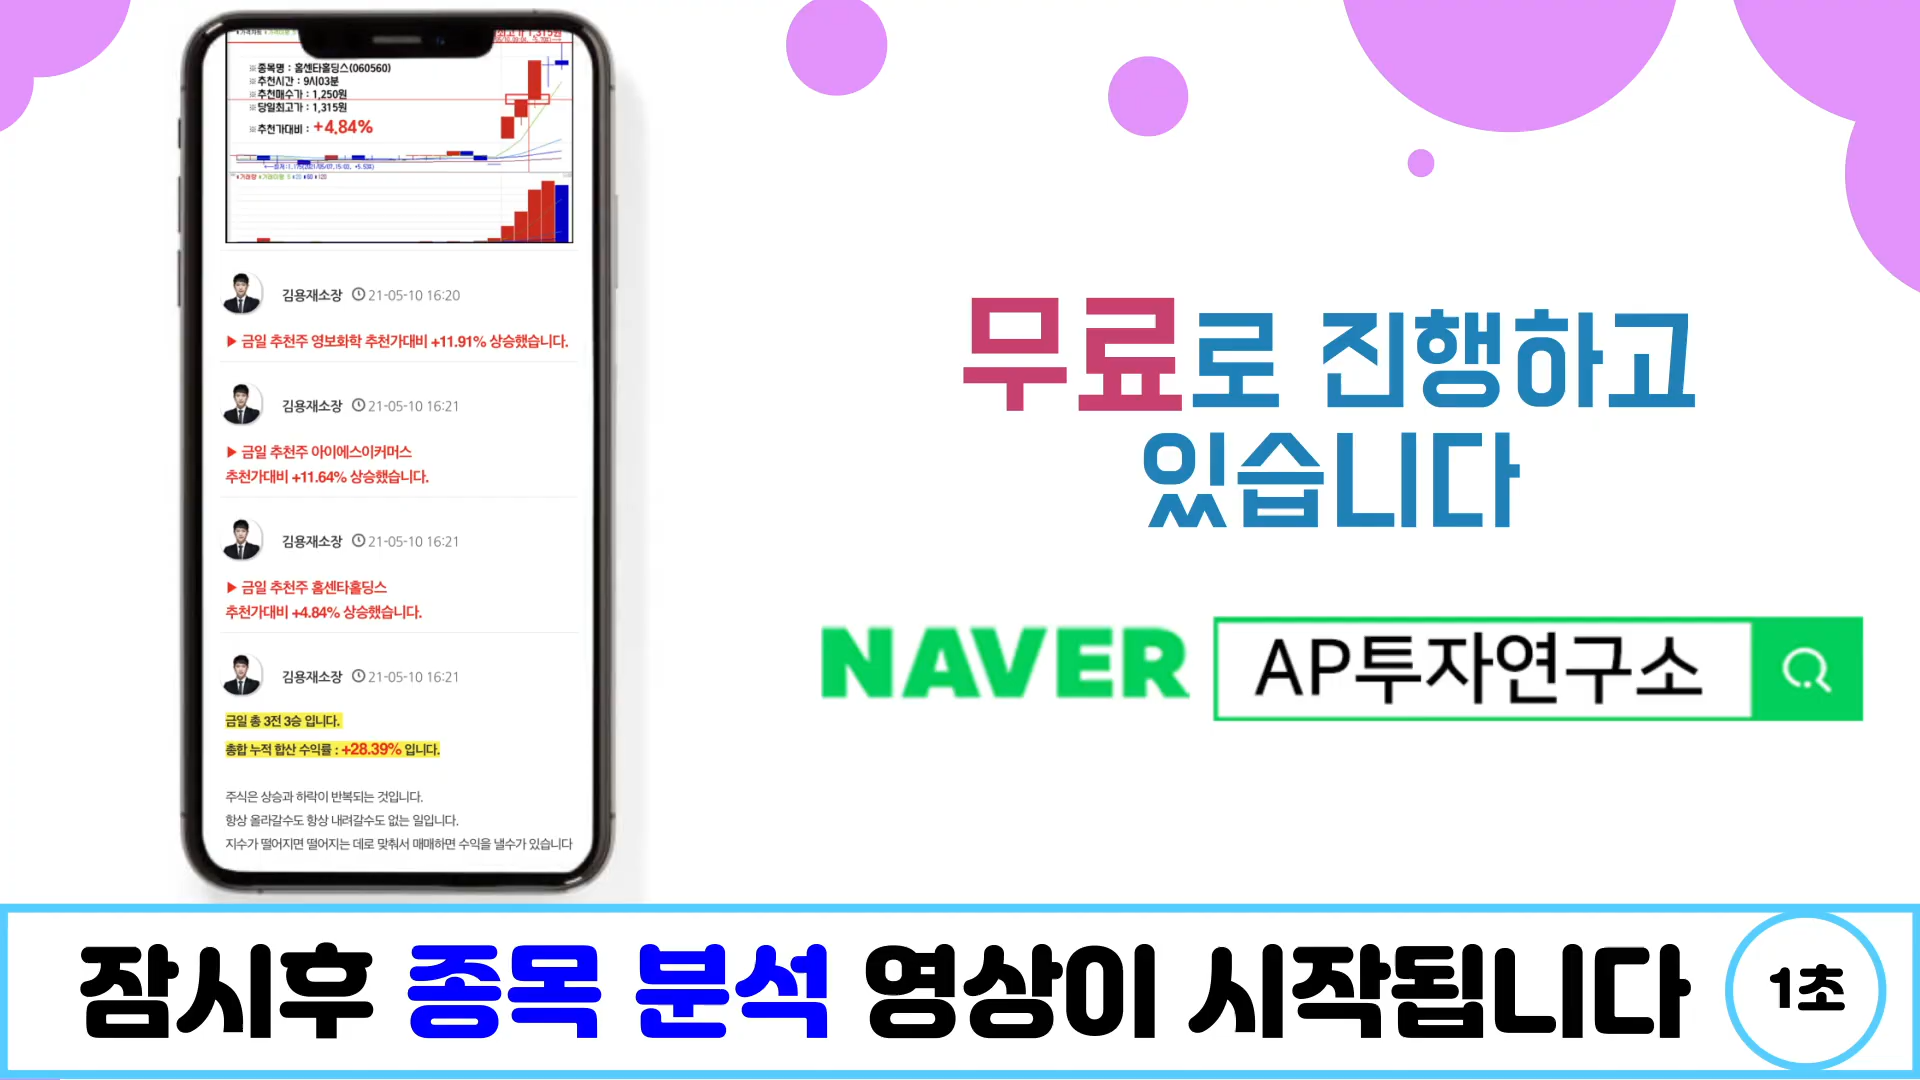 ※종목명 : 홈센타홀딩스(060560)
※추천시간 : 9시03분
※추천매수가 : 1,250원
※당일최고가 : 1,315원
※추천가대비 : +4.84%
김용재소장 21-05-10 16:20
▶ 금일 추천주 영보화학 추천가대비 +11.91% 상승했습니다.
김용재소장 21-05-10 16:21
▶ 금일 추천주 아이에스이커머스
추천가대비 +11.64% 상승했습니다.
김용재소장 21-05-10 16:21
▶ 금일 추천주 홈센타홀딩스
추천가대비 +4.84% 상승했습니다.
김용재소장 21-05-10 16:21
금일 총 3전 3승 입니다.
총합 누적 합산 수익률 : +28.39% 입니다.
주식은 상승과 하락이 반복되는 것입니다.
항상 올라갈수도 항상 내려갈수도 없는 일입니다.
지수가 떨어지면 떨어지는 데로 맞춰서 매매하면 수익을 낼수가 있습니다
무료로 진행하고
있습니다
NAVER AP투자연구소
잠시후 종목 분석 영상이 시작됩니다
1초